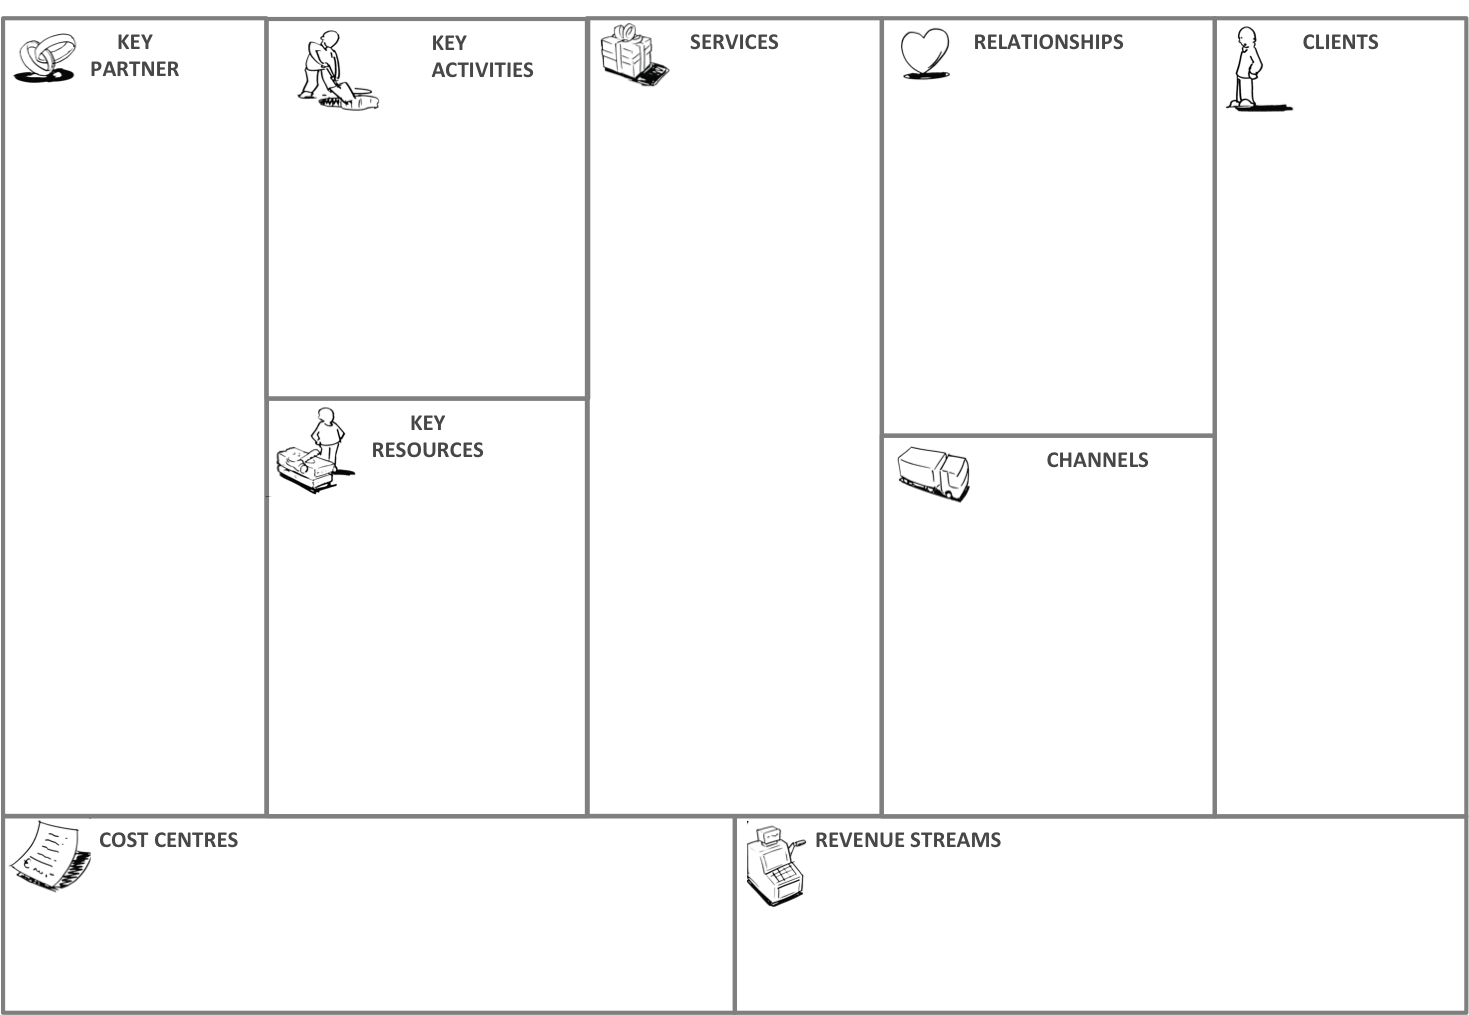 KEY
PARTNER
KEY
ACTIVITIES
KEY
RESOURCES
SERVICES
RELATIONSHIPS
CHANNELS
CLIENTS
COST CENTRES
REVENUE STREAMS